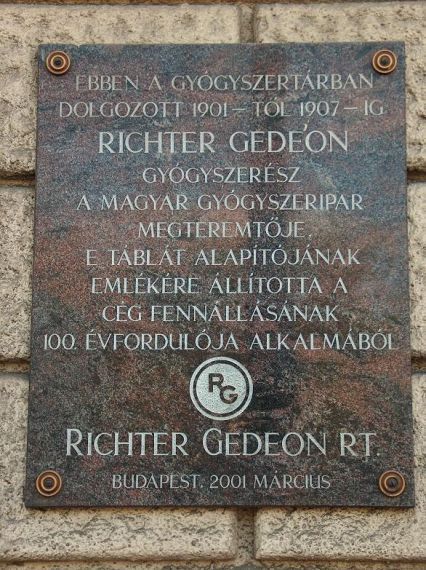 EBBEN A GYÓGYSZERTÁRBAN
DOLGOZOTT 1901 – TŐL 1907 – IG
RICHTER GEDEON
GYÓGYSZERÉSZ
A MAGYAR GYÓGYSZERIPAR
MEGTEREMTŐJE.
E TÁBLÁT ALAPÍTÓJÁNAK
EMLÉKÉRE ÁLLÍTOTTA A
CÉG FENNÁLLÁSÁNAK
100. ÉVFORDULÓJA ALKALMÁBÓL
RG
RICHTER GEDEON RT.
BUDAPEST. 2001 MÁRCIUS